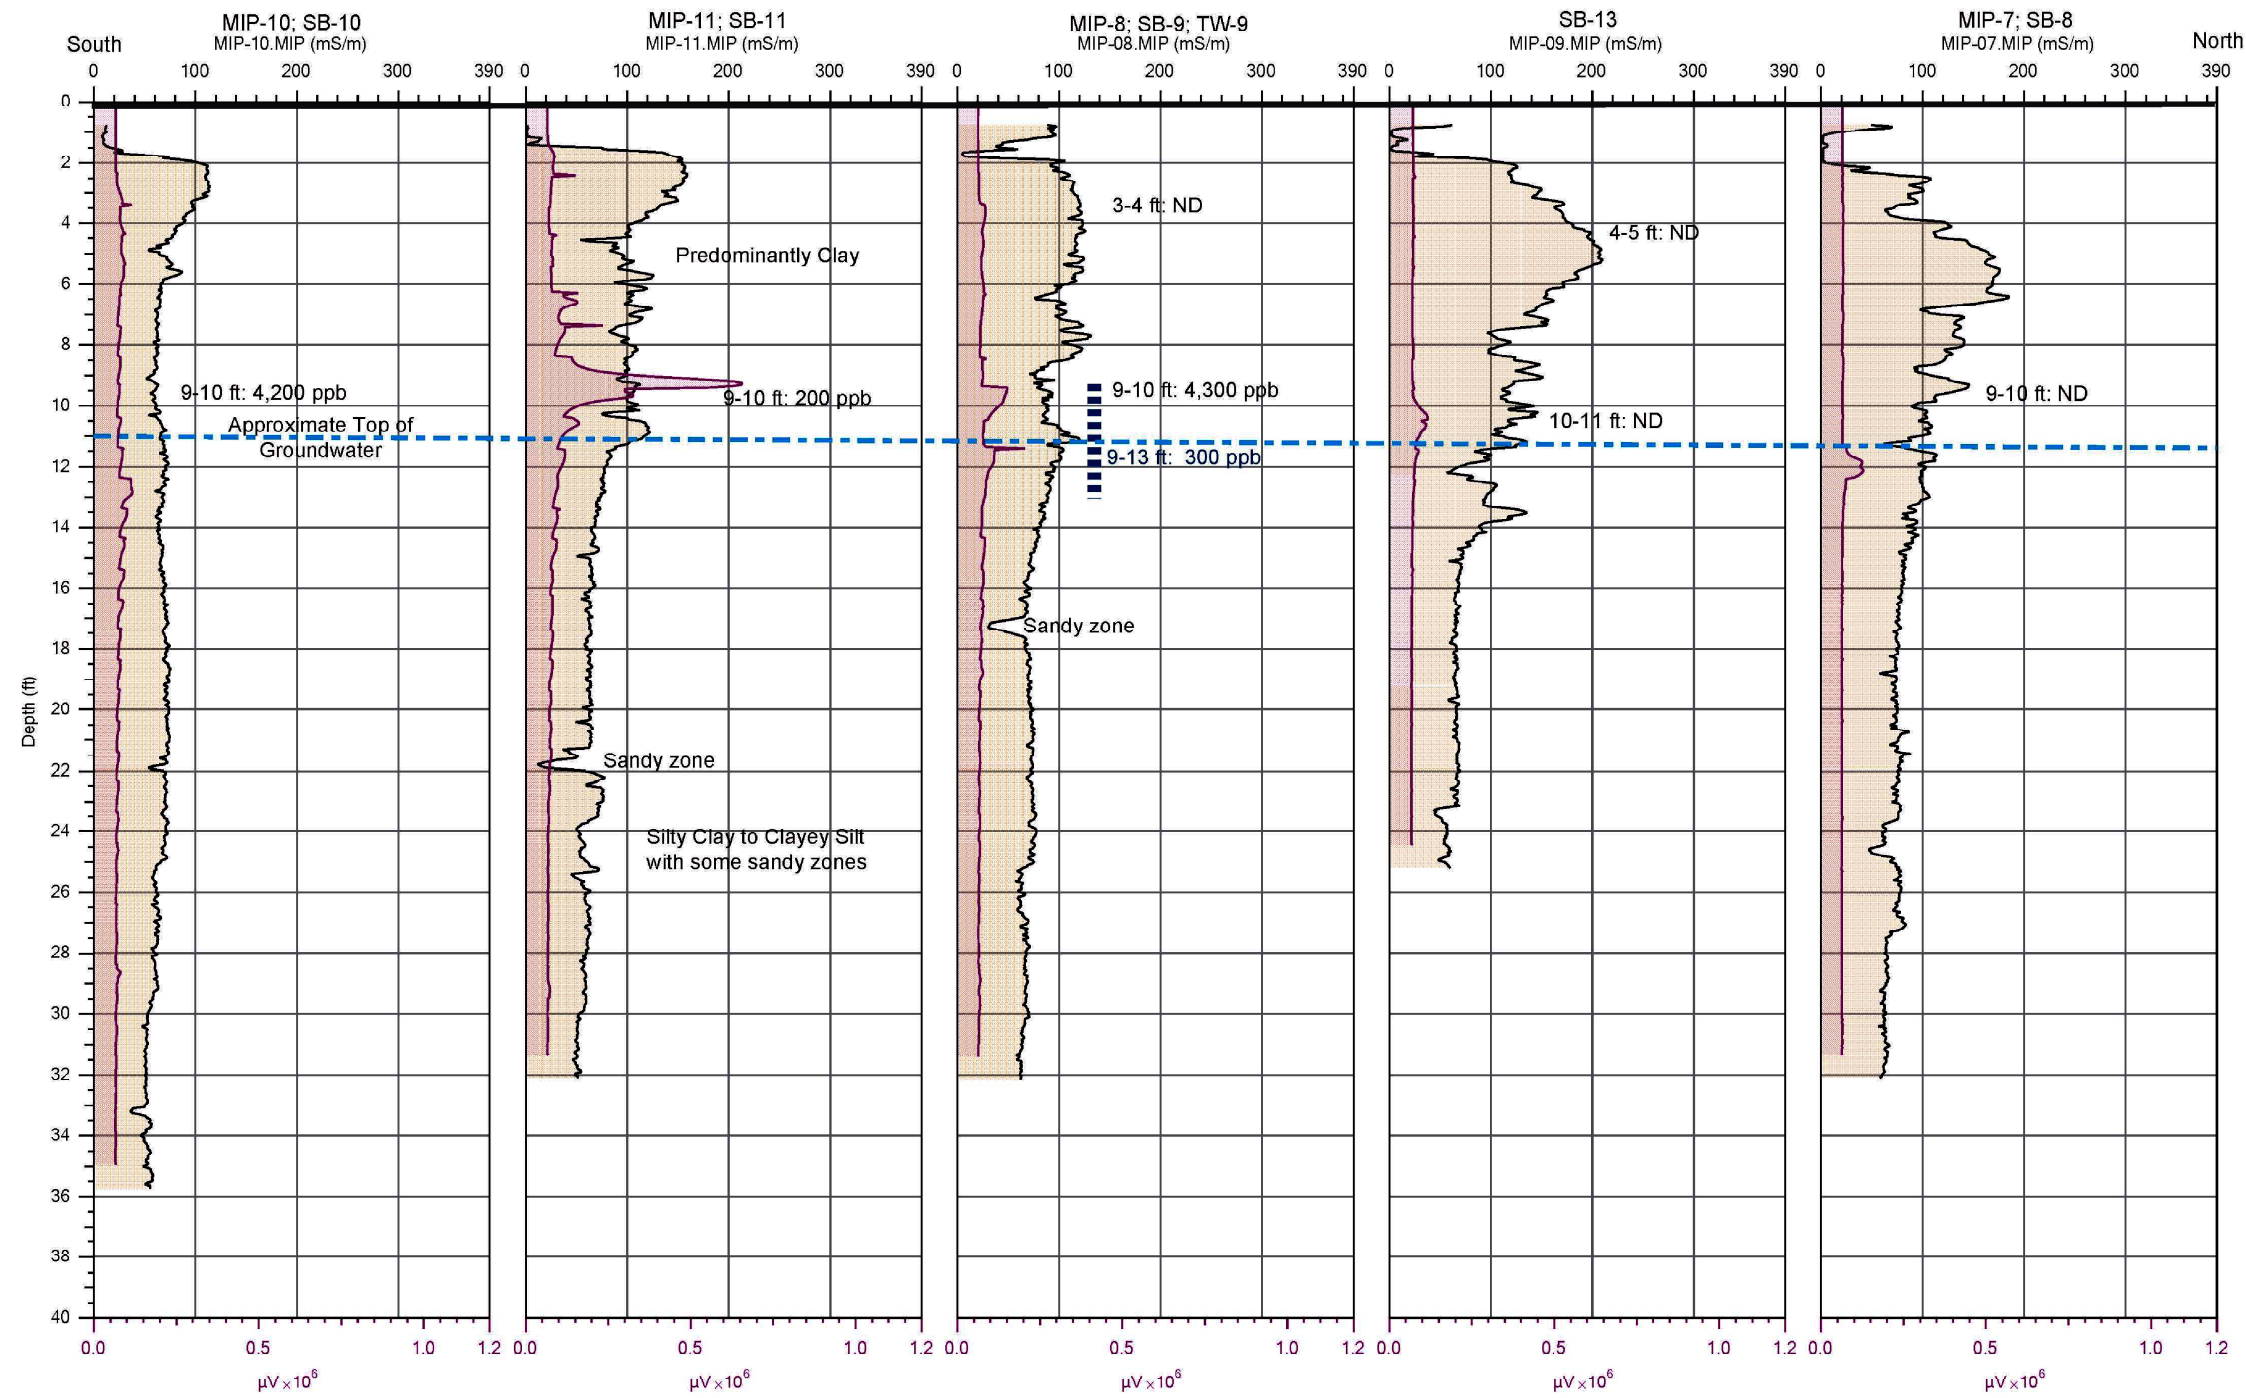 South
North
MIP-10; SB-10
MIP-10.MIP (mS/m)
MIP-11; SB-11
MIP-11.MIP (mS/m)
MIP-8; SB-9; TW-9
MIP-08.MIP (mS/m)
SB-13
MIP-09.MIP (mS/m)
MIP-7; SB-8
MIP-07.MIP (mS/m)
0 100 200 300 390
0 100 200 300 390
0 100 200 300 390
0 100 200 300 390
0 100 200 300 390
Depth (ft)
0
2
4
6
8
10
12
14
16
18
20
22
24
26
28
30
32
34
36
38
40
9-10 ft: 4,200 ppb
Approximate Top of
Groundwater
Predominantly Clay
9-10 ft: 200 ppb
Sandy zone
Silty Clay to Clayey Silt
with some sandy zones
3-4 ft: ND
9-10 ft: 4,300 ppb
9-13 ft: 300 ppb
Sandy zone
4-5 ft: ND
10-11 ft: ND
9-10 ft: ND
0.0 0.5 1.0 1.2
0.0 0.5 1.0 1.2
0.0 0.5 1.0 1.2
0.0 0.5 1.0 1.2
0.0 0.5 1.0 1.2
µV×10⁶
µV×10⁶
µV×10⁶
µV×10⁶
µV×10⁶